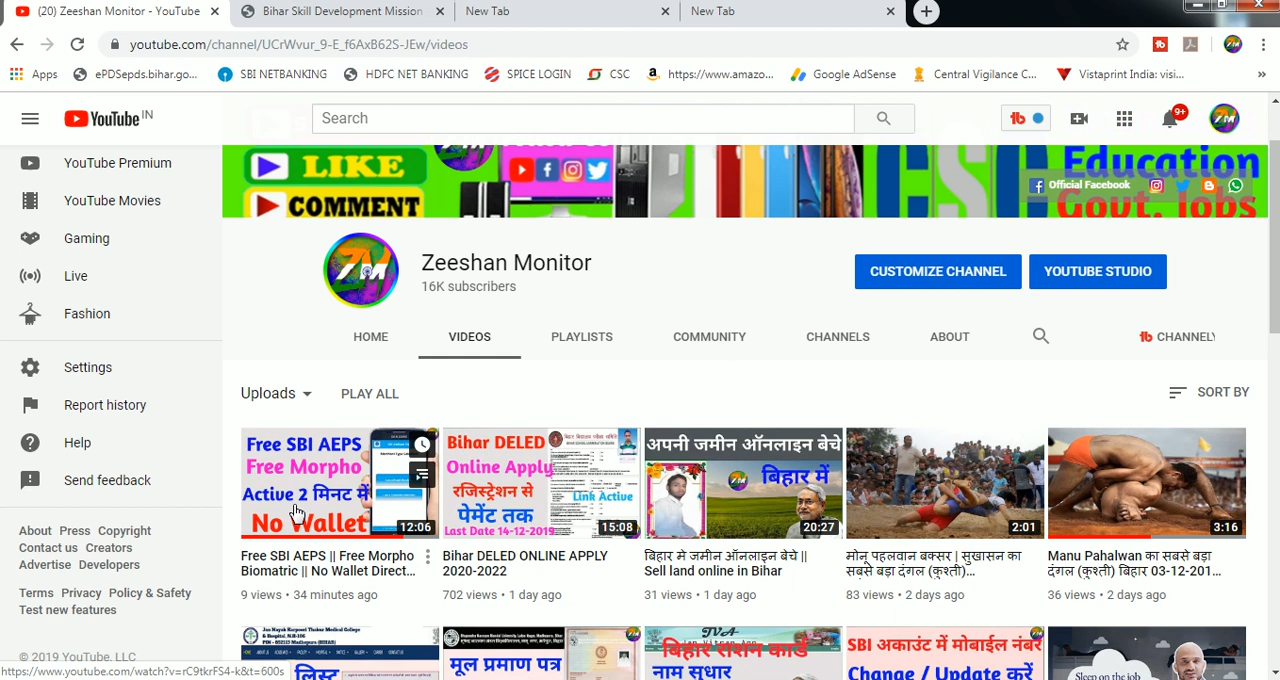 (20) Zeeshan Monitor - YouTube
Bihar Skill Development Mission
New Tab
New Tab
youtube.com/channel/UCrWvur_9-E_f6AxB62S-JEw/videos
Apps
ePDSepds.bihar.go...
SBI NETBANKING
HDFC NET BANKING
SPICE LOGIN
CSC
https://www.amazo...
Google AdSense
Central Vigilance C...
Vistaprint India: visi...
YouTube IN
Search
9+
YouTube Premium
YouTube Movies
Gaming
Live
Fashion
Settings
Report history
Help
Send feedback
About Press Copyright
Contact us Creators
Advertise Developers
Terms Privacy Policy & Safety
Test new features
© 2019 YouTube, LLC
https://www.youtube.com/watch?v=rC9tkrFS4-k&t=600s
LIKE
COMMENT
CSC
Education
Official Facebook
Govt. Jobs
ZM
Zeeshan Monitor
16K subscribers
CUSTOMIZE CHANNEL
YOUTUBE STUDIO
HOME
VIDEOS
PLAYLISTS
COMMUNITY
CHANNELS
ABOUT
CHANNELY
Uploads
PLAY ALL
SORT BY
Free SBI AEPS
Free Morpho
Active 2 मिनट में
No Wallet
12:06
Free SBI AEPS || Free Morpho
Biomatric || No Wallet Direct...
9 views • 34 minutes ago
Bihar DELED
Online Apply
रजिस्ट्रेशन से
पेमेंट तक
Link Active
Last Date 14-12-2019
15:08
Bihar DELED ONLINE APPLY
2020-2022
702 views • 1 day ago
अपनी जमीन ऑनलाइन बेचे
बिहार में
20:27
बिहार मे जमीन ऑनलाइन बेचे ||
Sell land online in Bihar
31 views • 1 day ago
2:01
मोनू पहलवान बक्सर | सुखासन का
सबसे बड़ा दंगल (कुश्ती)...
83 views • 2 days ago
3:16
Manu Pahalwan का सबसे बड़ा
दंगल (कुश्ती) बिहार 03-12-201...
36 views • 2 days ago
लिस्ट
मूल प्रमाण पत्र
बिहार राशन कार्ड
नाम सुधार
SBI अकाउंट में मोबाईल नंबर
Change / Update करें
Sleep on the job